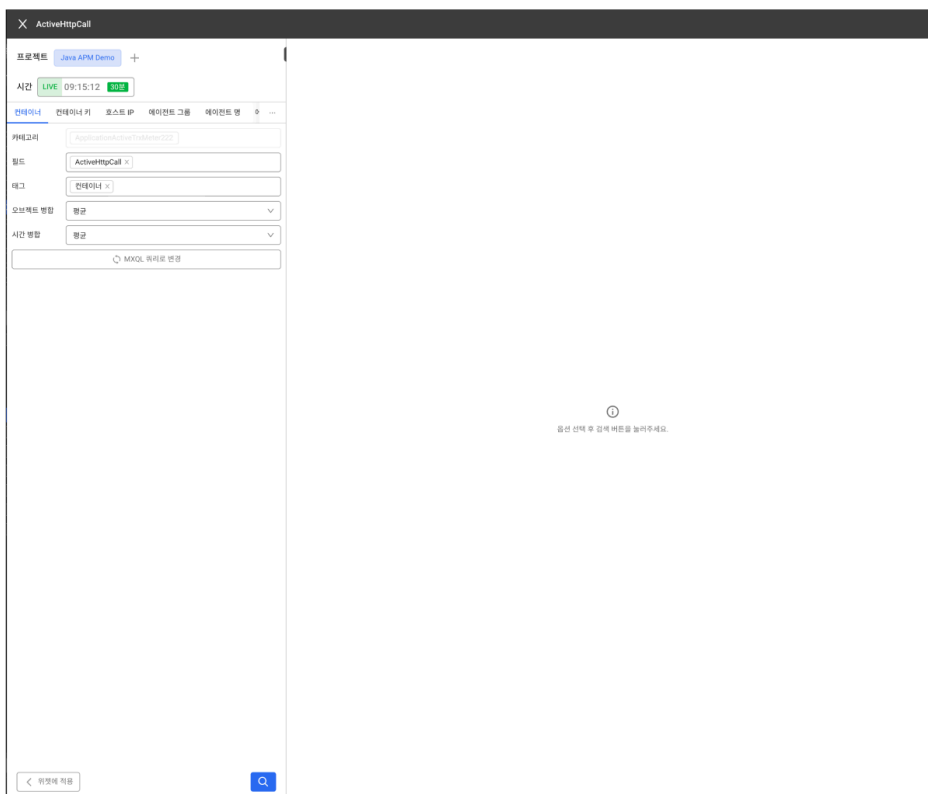 ActiveHttpCall
프로젝트 Java APM Demo
시간 LIVE 09:15:12 30분
컨테이너 컨테이너 키 호스트 IP 에이전트 그룹 에이전트 명 ...
카테고리
필드 ActiveHttpCall ×
태그 컨테이너 ×
오브젝트 병합 평균
시간 병합 평균
MXQL 쿼리로 변경
옵션 선택 후 검색 버튼을 눌러주세요.
위젯에 적용